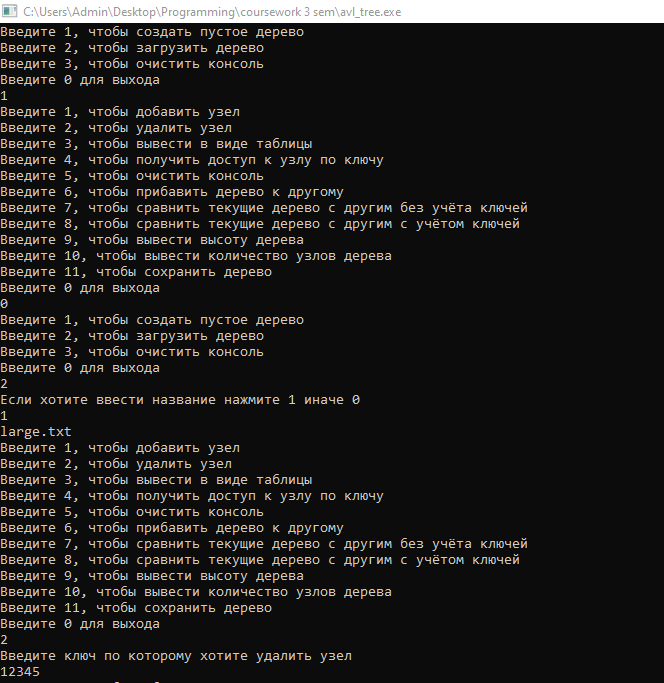 C:\Users\Admin\Desktop\Programming\coursework 3 sem\avl_tree.exe
Введите 1, чтобы создать пустое дерево
Введите 2, чтобы загрузить дерево
Введите 3, чтобы очистить консоль
Введите 0 для выхода
1
Введите 1, чтобы добавить узел
Введите 2, чтобы удалить узел
Введите 3, чтобы вывести в виде таблицы
Введите 4, чтобы получить доступ к узлу по ключу
Введите 5, чтобы очистить консоль
Введите 6, чтобы прибавить дерево к другому
Введите 7, чтобы сравнить текущие дерево с другим без учёта ключей
Введите 8, чтобы сравнить текущие дерево с другим с учётом ключей
Введите 9, чтобы вывести высоту дерева
Введите 10, чтобы вывести количество узлов дерева
Введите 11, чтобы сохранить дерево
Введите 0 для выхода
0
Введите 1, чтобы создать пустое дерево
Введите 2, чтобы загрузить дерево
Введите 3, чтобы очистить консоль
Введите 0 для выхода
2
Если хотите ввести название нажмите 1 иначе 0
1
large.txt
Введите 1, чтобы добавить узел
Введите 2, чтобы удалить узел
Введите 3, чтобы вывести в виде таблицы
Введите 4, чтобы получить доступ к узлу по ключу
Введите 5, чтобы очистить консоль
Введите 6, чтобы прибавить дерево к другому
Введите 7, чтобы сравнить текущие дерево с другим без учёта ключей
Введите 8, чтобы сравнить текущие дерево с другим с учётом ключей
Введите 9, чтобы вывести высоту дерева
Введите 10, чтобы вывести количество узлов дерева
Введите 11, чтобы сохранить дерево
Введите 0 для выхода
2
Введите ключ по которому хотите удалить узел
12345